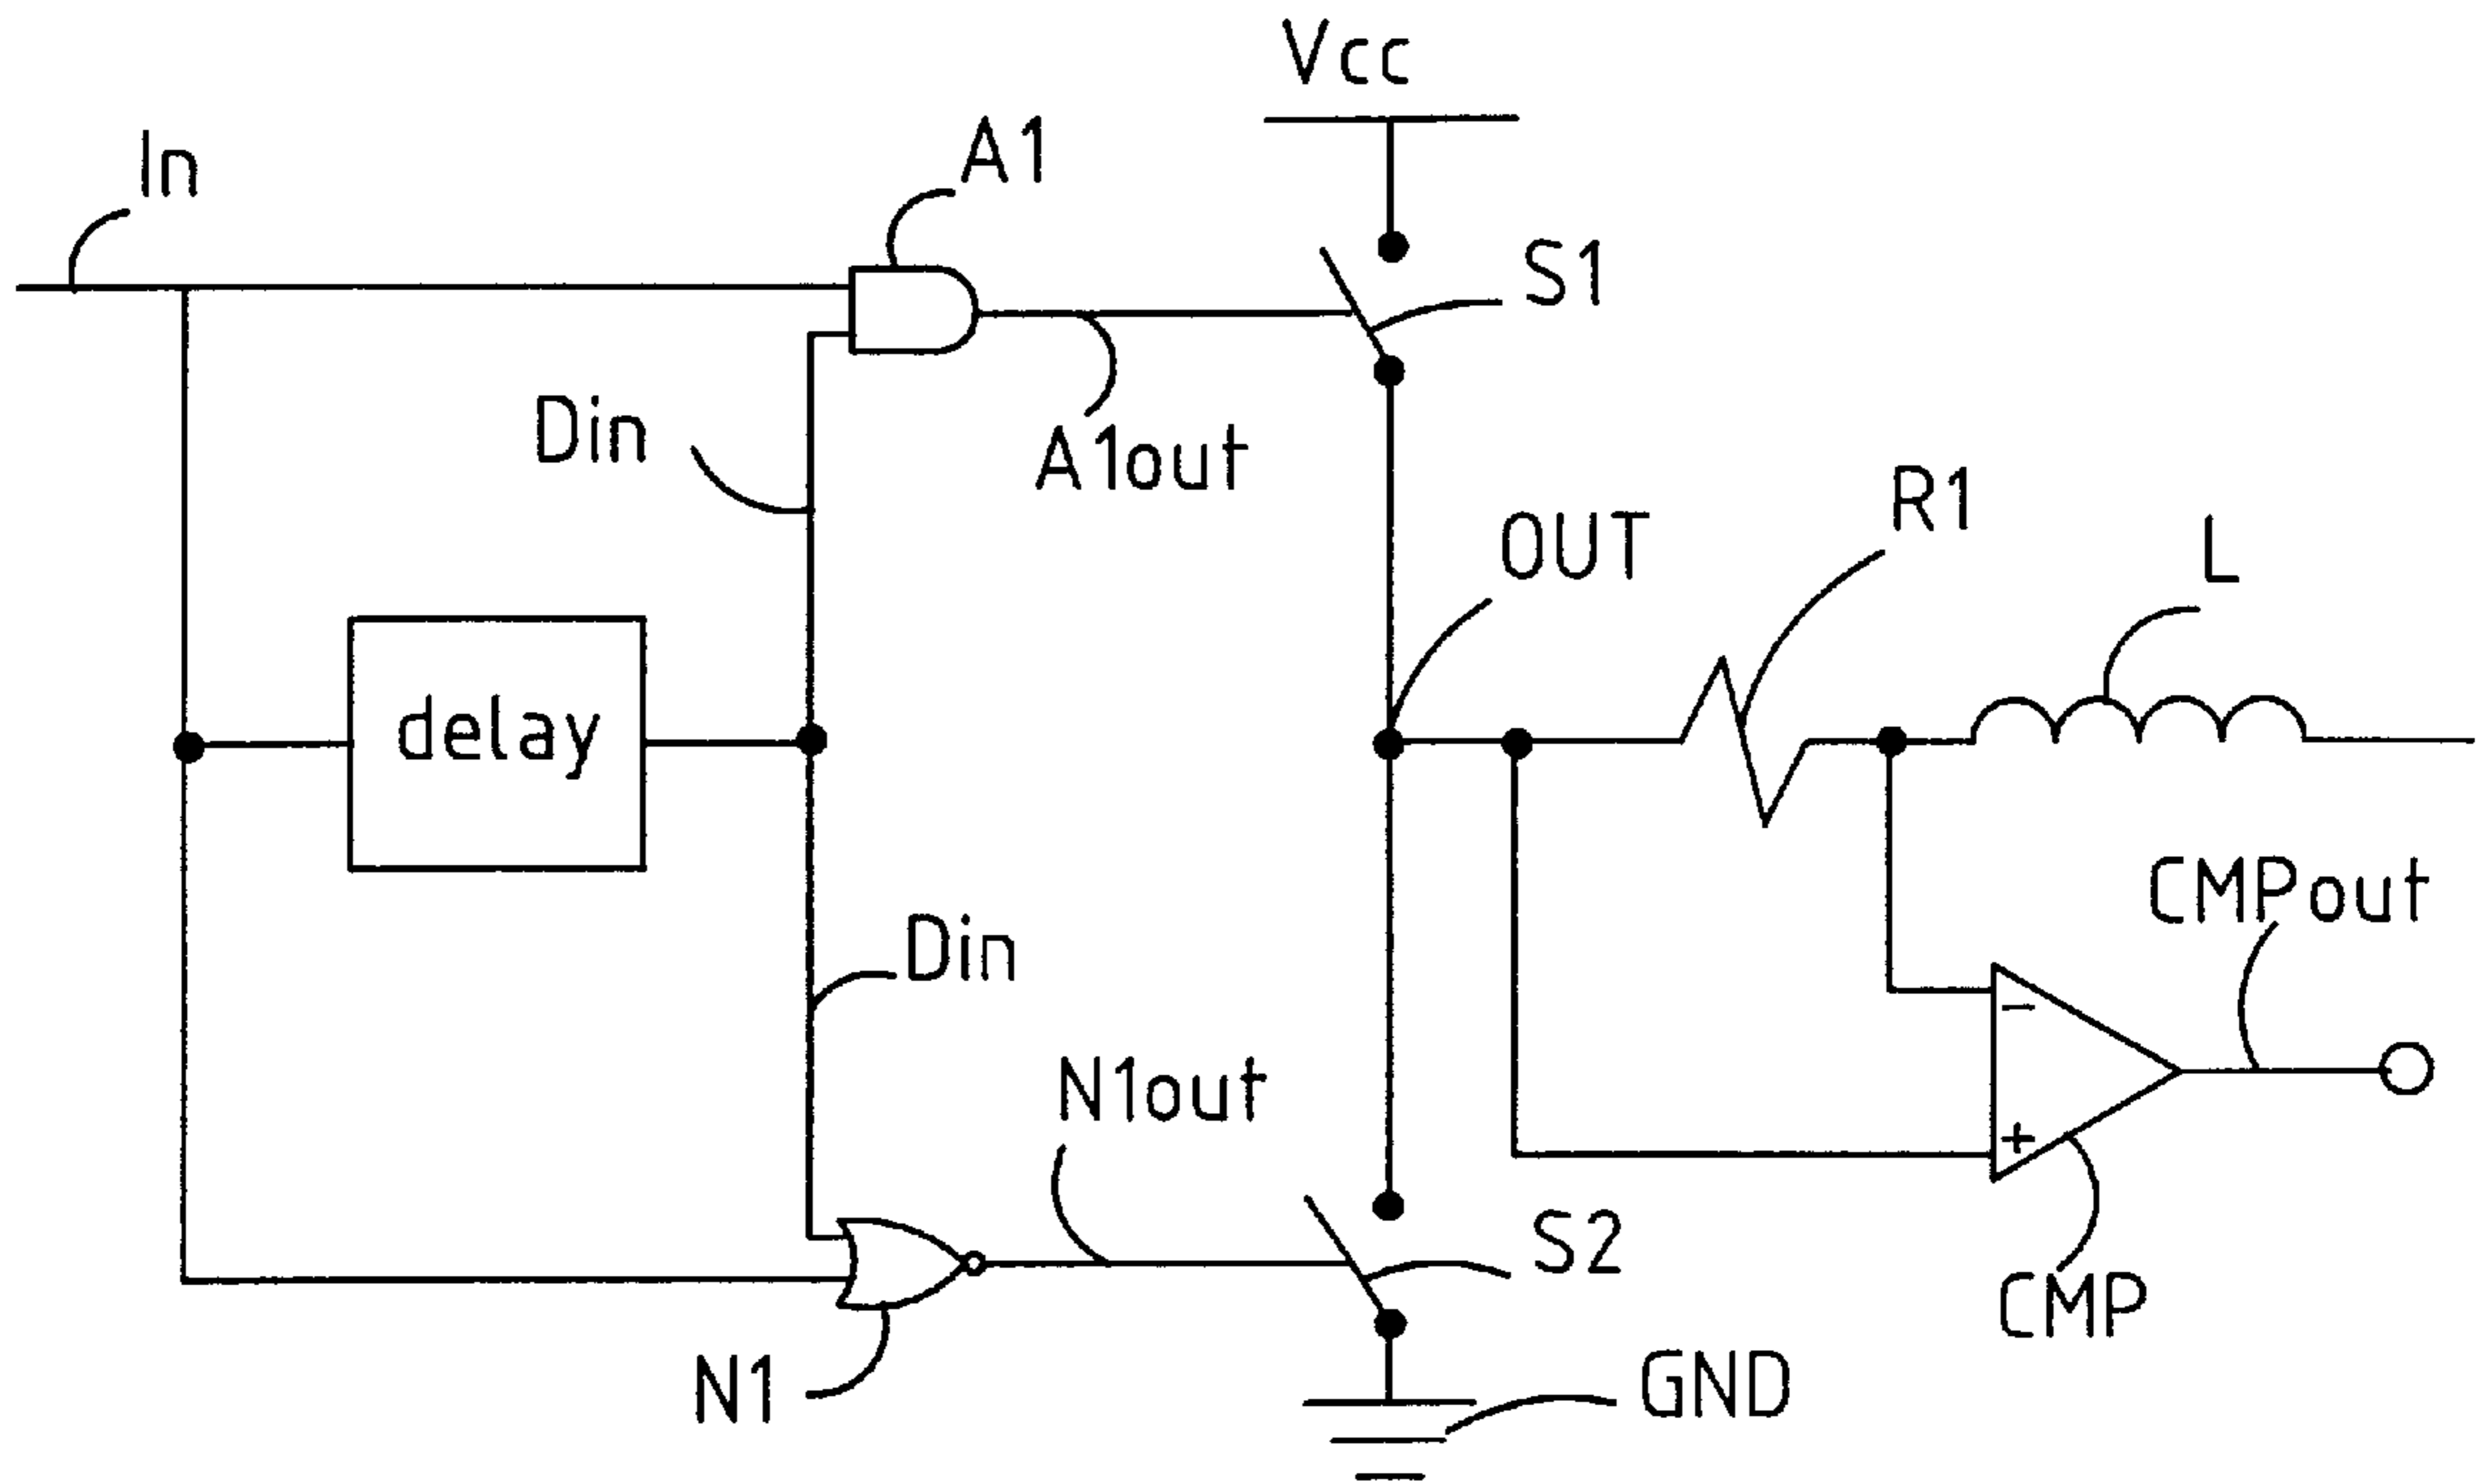 Vcc
In
A1
S1
Din
A1out
R1
OUT
L
delay
CMPout
Din
−
N1out
+
S2
CMP
N1
GND